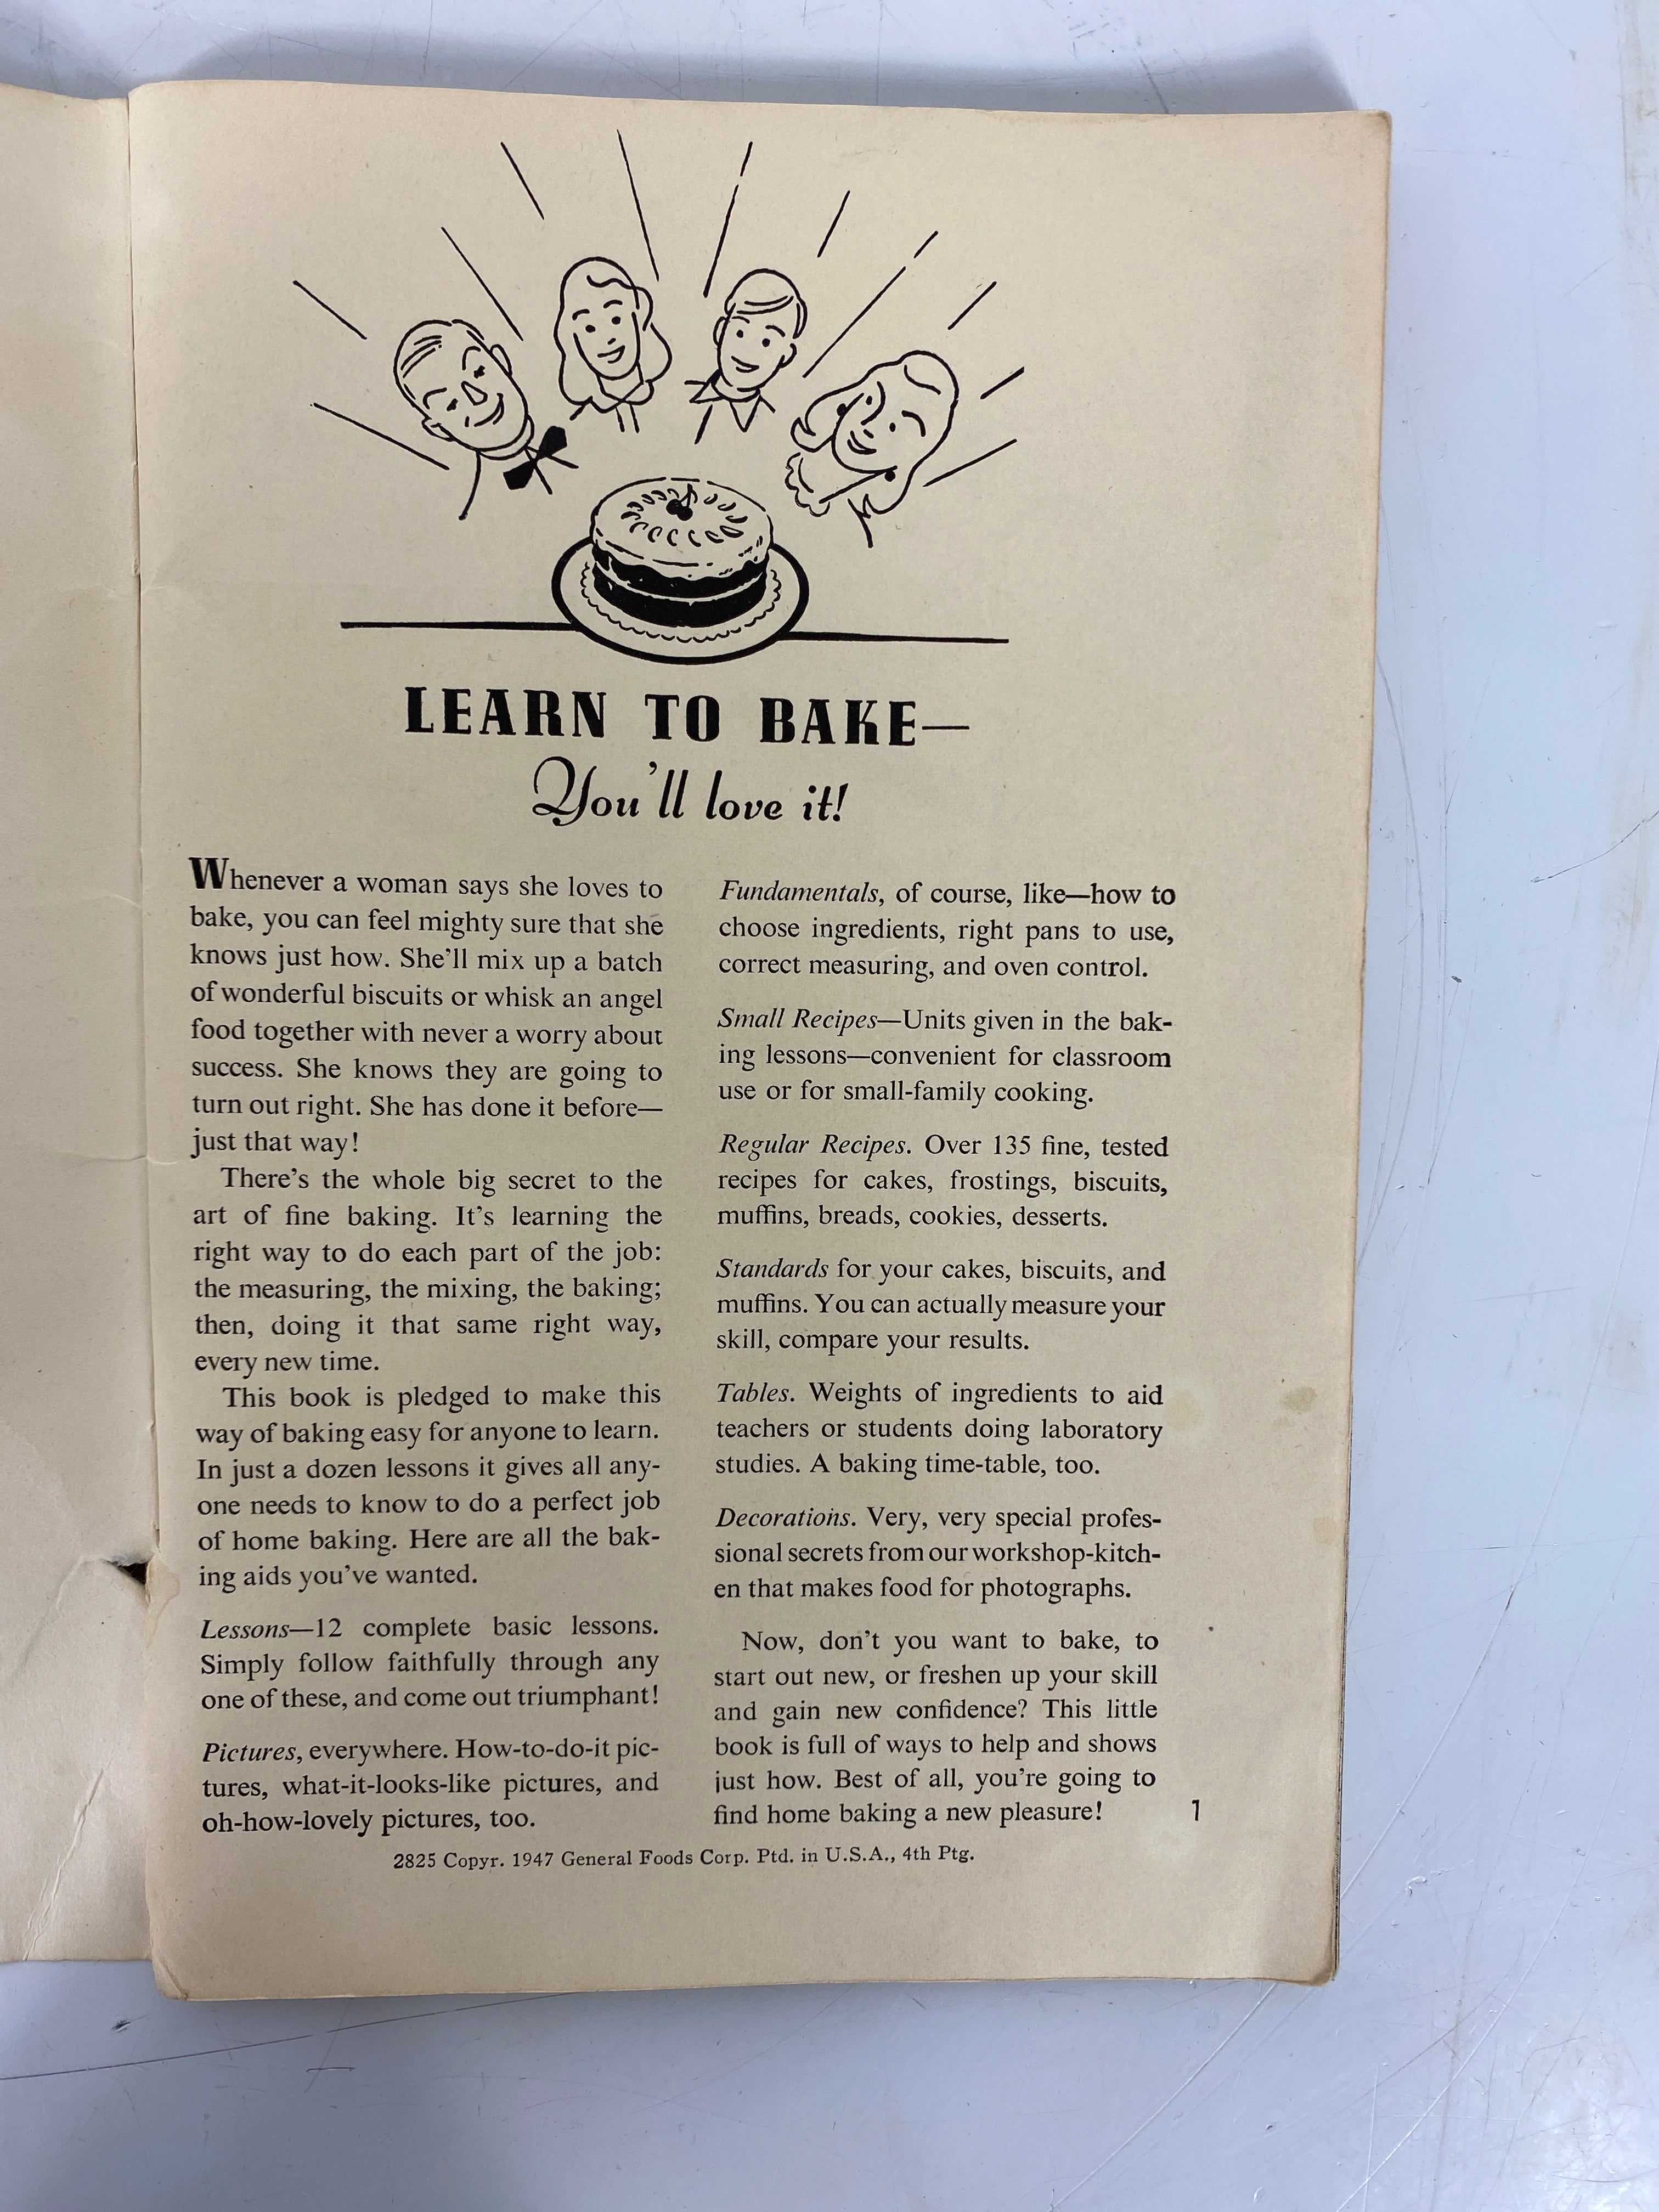 LEARN TO BAKE—
You'll love it!
Whenever a woman says she loves to
bake, you can feel mighty sure that she
knows just how. She'll mix up a batch
of wonderful biscuits or whisk an angel
food together with never a worry about
success. She knows they are going to
turn out right. She has done it before—
just that way!
There's the whole big secret to the
art of fine baking. It's learning the
right way to do each part of the job:
the measuring, the mixing, the baking;
then, doing it that same right way,
every new time.
This book is pledged to make this
way of baking easy for anyone to learn.
In just a dozen lessons it gives all any-
one needs to know to do a perfect job
of home baking. Here are all the bak-
ing aids you've wanted.
Lessons—12 complete basic lessons.
Simply follow faithfully through any
one of these, and come out triumphant!
Pictures, everywhere. How-to-do-it pic-
tures, what-it-looks-like pictures, and
oh-how-lovely pictures, too.
Fundamentals, of course, like—how to
choose ingredients, right pans to use,
correct measuring, and oven control.
Small Recipes—Units given in the bak-
ing lessons—convenient for classroom
use or for small-family cooking.
Regular Recipes. Over 135 fine, tested
recipes for cakes, frostings, biscuits,
muffins, breads, cookies, desserts.
Standards for your cakes, biscuits, and
muffins. You can actually measure your
skill, compare your results.
Tables. Weights of ingredients to aid
teachers or students doing laboratory
studies. A baking time-table, too.
Decorations. Very, very special profes-
sional secrets from our workshop-kitch-
en that makes food for photographs.
Now, don't you want to bake, to
start out new, or freshen up your skill
and gain new confidence? This little
book is full of ways to help and shows
just how. Best of all, you're going to
find home baking a new pleasure!
1
2825 Copyr. 1947 General Foods Corp. Ptd. in U.S.A., 4th Ptg.